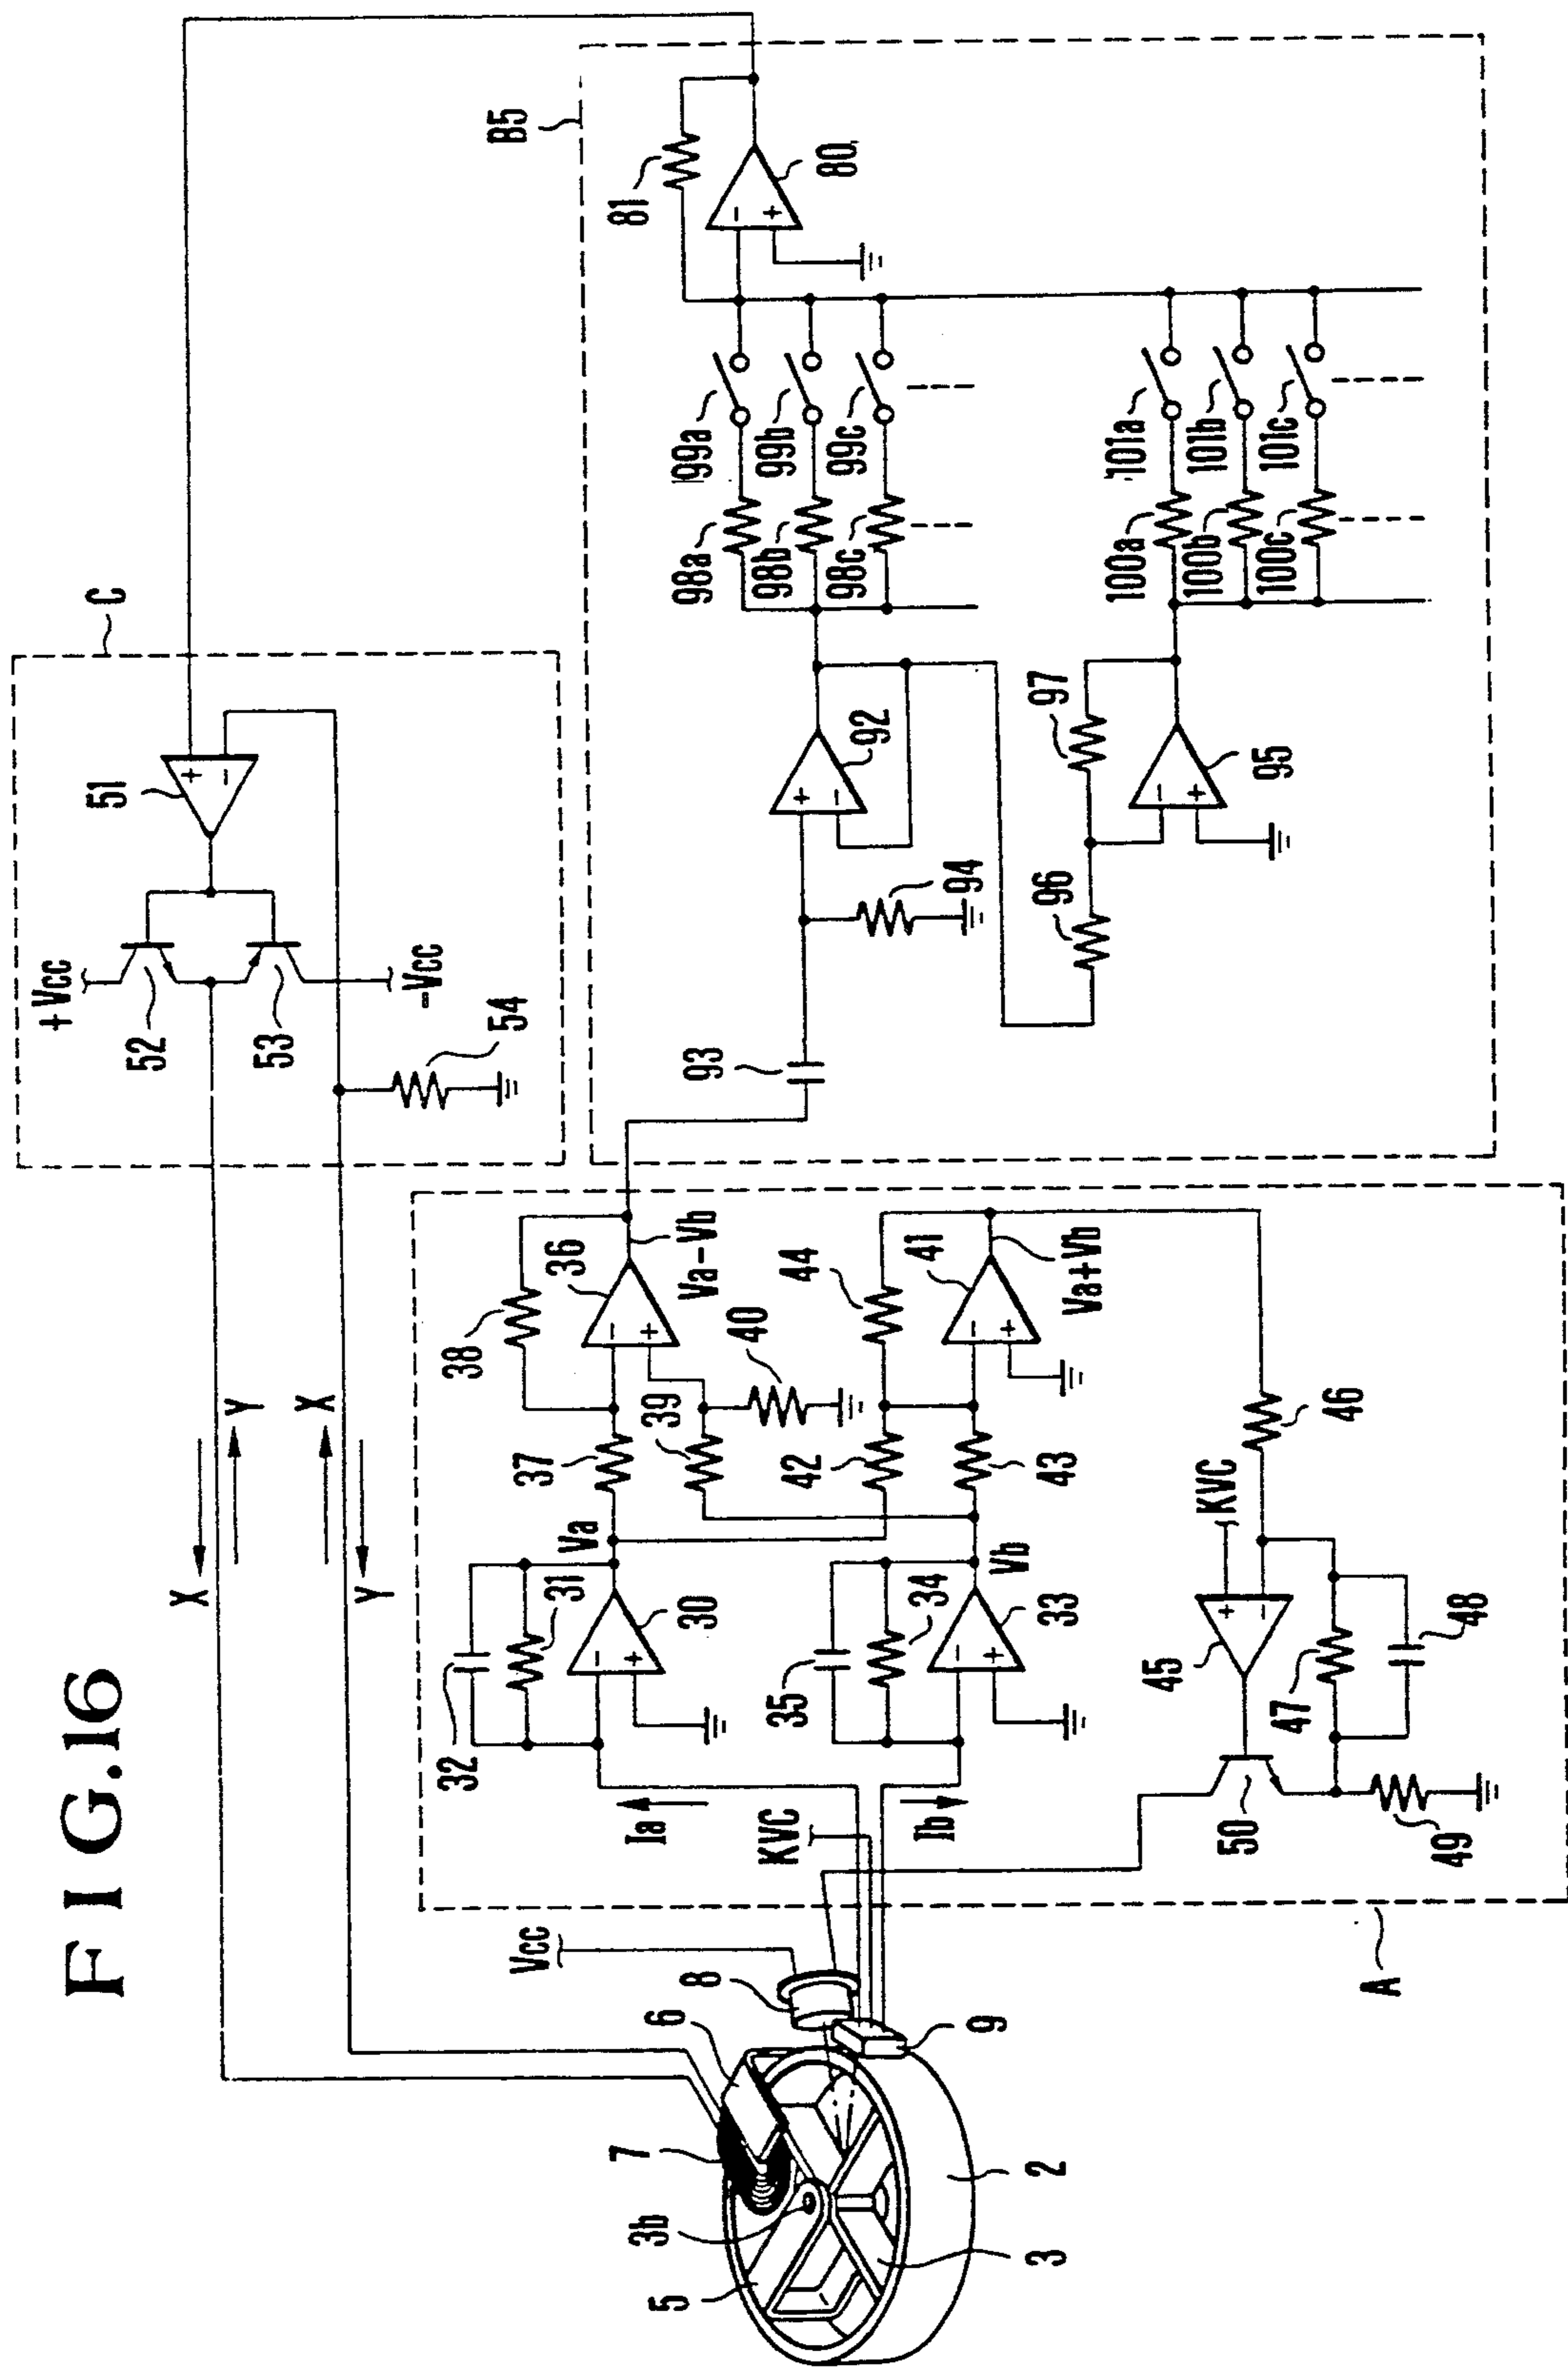 FIG.16
+Vcc
52
53
-Vcc
54
51
C
X
Y
X
Y
B5
81
80
99a
99b
99c
98a
98b
98c
101a
101b
101c
100a
100b
100c
92
93
94
95
96
97
32
31
30
Va
37
38
36
Va-Vb
39
40
35
34
33
Vb
42
43
44
41
Va+Vb
45
KVC
46
47
48
50
49
Ia
KVC
Ib
A
Vcc
8
6
9
7
3b
5
3
2